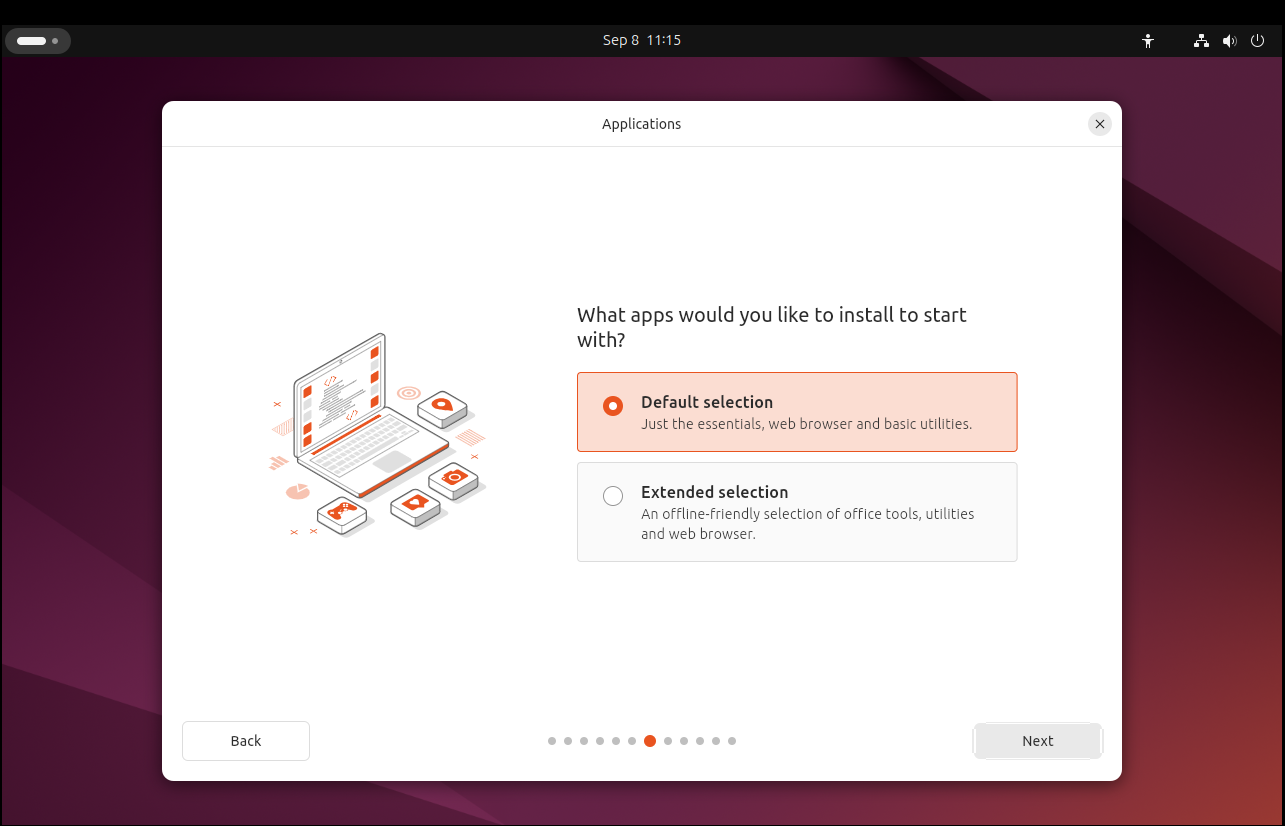 Sep 8 11:15
Applications
What apps would you like to install to start
with?
Default selection
Just the essentials, web browser and basic utilities.
Extended selection
An offline-friendly selection of office tools, utilities
and web browser.
Back
Next